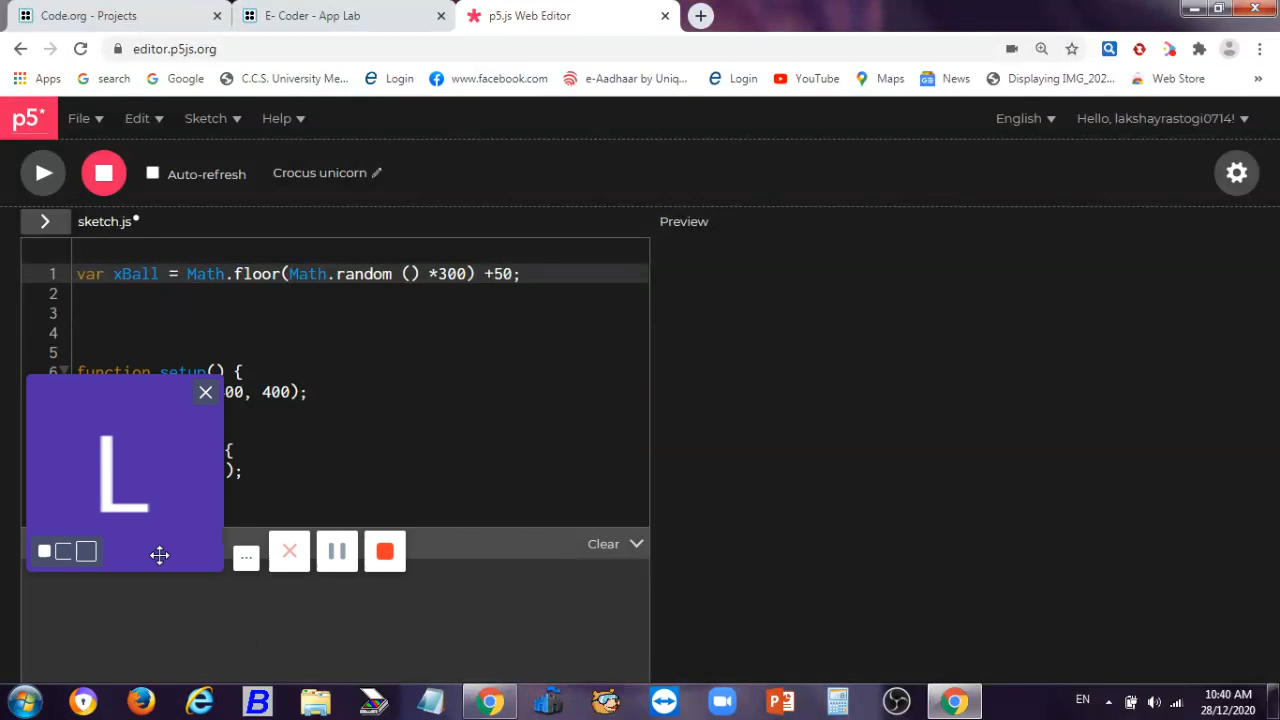 Code.org - Projects
E- Coder - App Lab
p5.js Web Editor
editor.p5js.org
Apps
search
Google
C.C.S. University Me...
Login
www.facebook.com
e-Aadhaar by Uniq...
Login
YouTube
Maps
News
Displaying IMG_202...
Web Store
»
p5*
File
Edit
Sketch
Help
English
Hello, lakshayrastogi0714!
Auto-refresh
Crocus unicorn
sketch.js
Preview
1 var xBall = Math.floor(Math.random () *300) +50;
2
3
4
5
6 function setup() {
00, 400);
{
);
L
...
Clear
EN
10:40 AM
28/12/2020